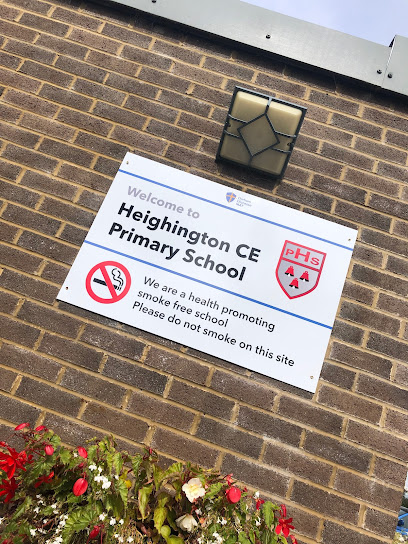 Welcome to
Heighington CE
Primary School
PHS
We are a health promoting
smoke free school
Please do not smoke on this site